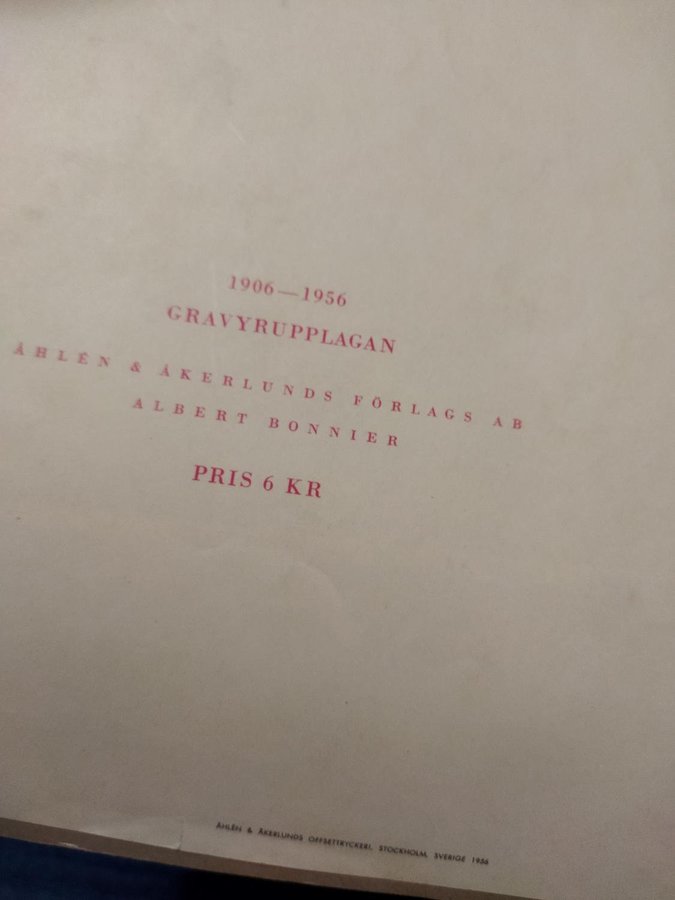 1906—1956
GRAVYRUPPLAGAN
ÅHLÉN & ÅKERLUNDS FÖRLAGS AB
ALBERT BONNIER
PRIS 6 KR
ÅHLÉN & ÅKERLUNDS OFFSETTRYCKERI, STOCKHOLM, SVERIGE 1956